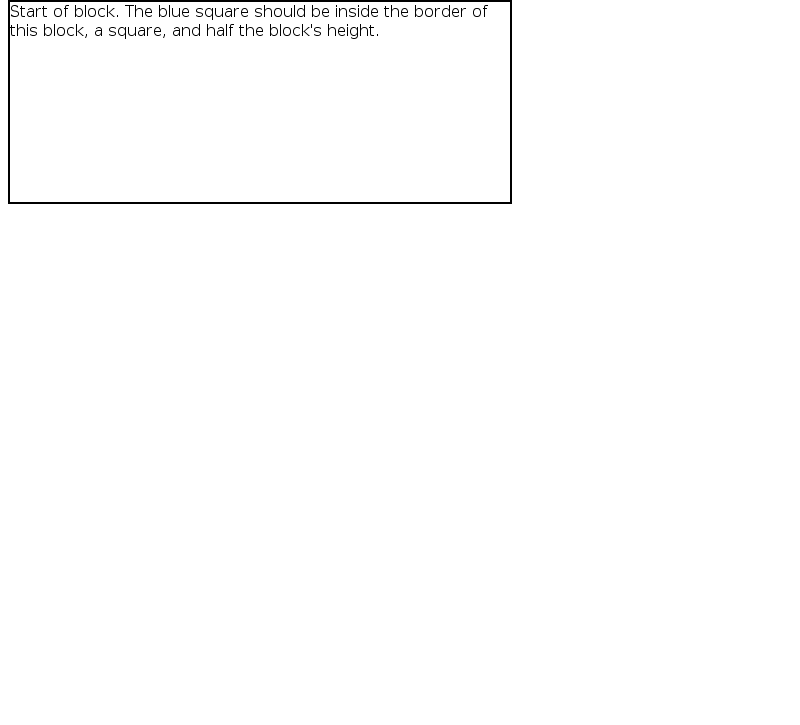 Start of block. The blue square should be inside the border of
this block, a square, and half the block's height.